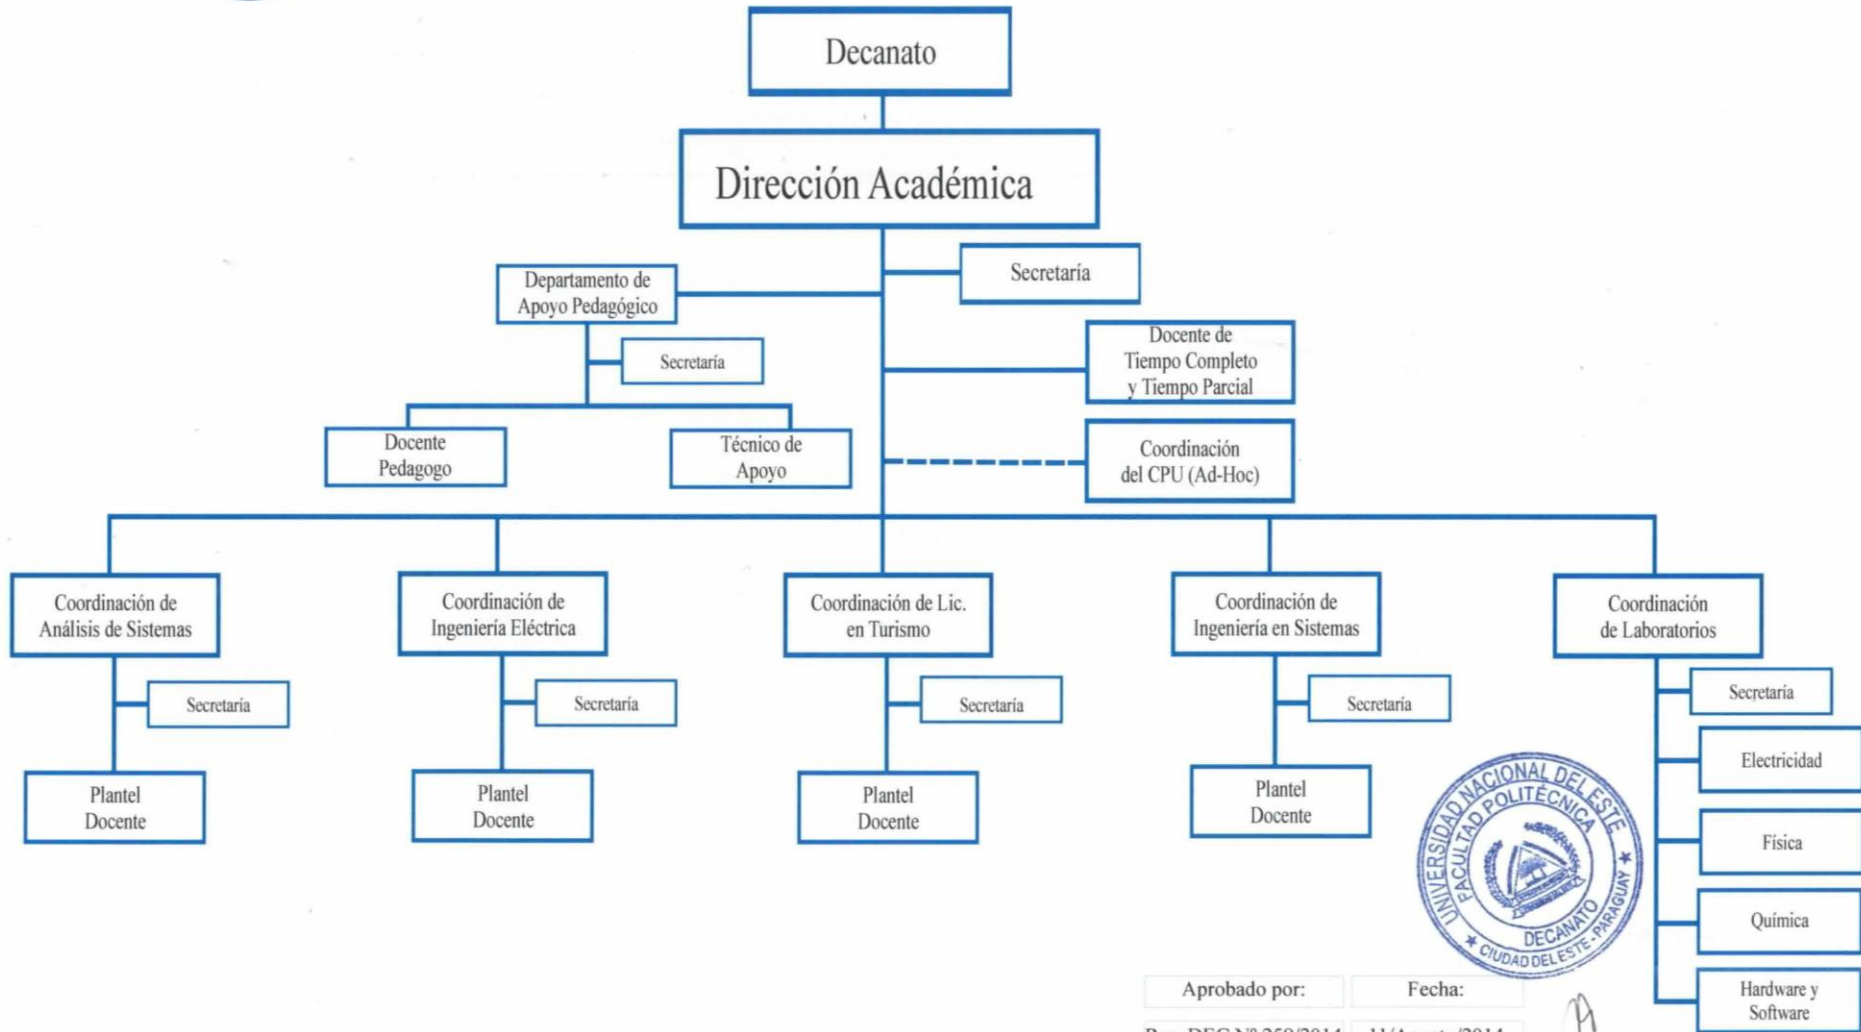 Decanato
Dirección Académica
Secretaría
Departamento de
Apoyo Pedagógico
Secretaría
Docente de
Tiempo Completo
y Tiempo Parcial
Docente
Pedagogo
Técnico de
Apoyo
Coordinación
del CPU (Ad-Hoc)
Coordinación de
Análisis de Sistemas
Coordinación de
Ingeniería Eléctrica
Coordinación de Lic.
en Turismo
Coordinación de
Ingeniería en Sistemas
Coordinación
de Laboratorios
Secretaría
Secretaría
Secretaría
Secretaría
Secretaría
Plantel
Docente
Plantel
Docente
Plantel
Docente
Plantel
Docente
Electricidad
Física
Química
Hardware y
Software
UNIVERSIDAD NACIONAL DEL ESTE
FACULTAD POLITÉCNICA
DECANATO
★ CIUDAD DEL ESTE - PARAGUAY ★
Aprobado por:
Fecha:
11/Agosto/2014